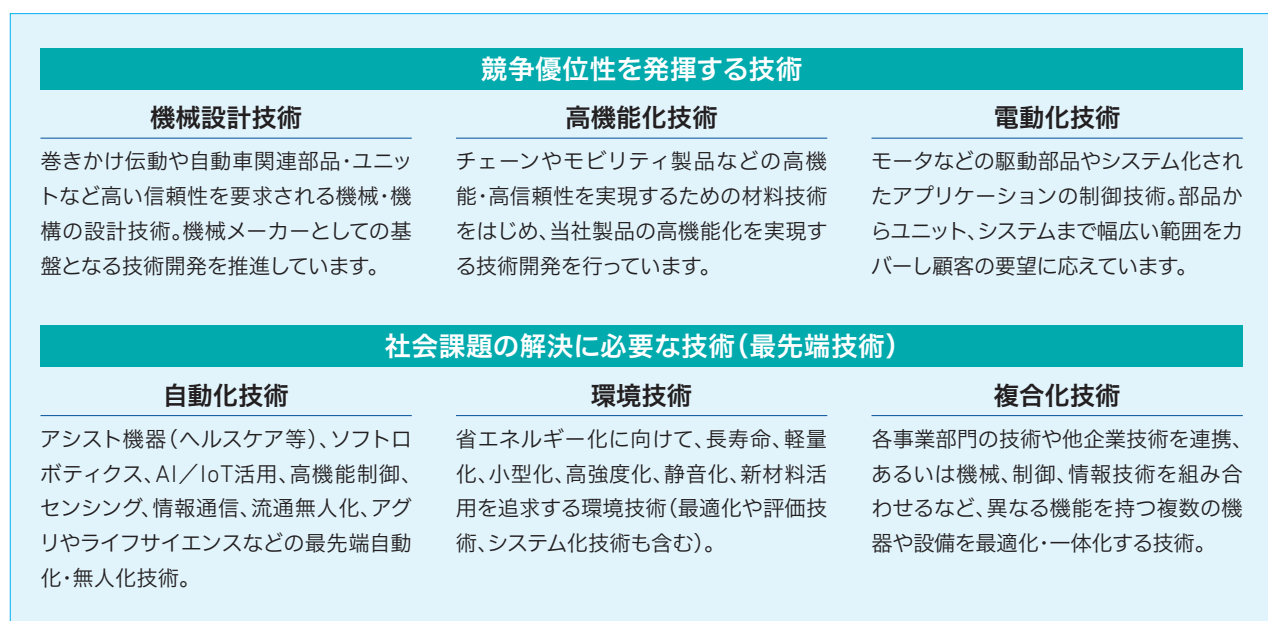 競争優位性を発揮する技術
機械設計技術
巻きかけ伝動や自動車関連部品・ユニッ
トなど高い信頼性を要求される機械・機
構の設計技術。機械メーカーとしての基
盤となる技術開発を推進しています。
高機能化技術
チェーンやモビリティ製品などの高機
能・高信頼性を実現するための材料技術
をはじめ、当社製品の高機能化を実現す
る技術開発を行っています。
電動化技術
モータなどの駆動部品やシステム化され
たアプリケーションの制御技術。部品か
らユニット、システムまで幅広い範囲をカ
バーし顧客の要望に応えています。
社会課題の解決に必要な技術（最先端技術）
自動化技術
アシスト機器（ヘルスケア等）、ソフトロ
ボティクス、AI／IoT活用、高機能制御、
センシング、情報通信、流通無人化、アグ
リやライフサイエンスなどの最先端自動
化・無人化技術。
環境技術
省エネルギー化に向けて、長寿命、軽量
化、小型化、高強度化、静音化、新材料活
用を追求する環境技術（最適化や評価技
術、システム化技術も含む）。
複合化技術
各事業部門の技術や他企業技術を連携、
あるいは機械、制御、情報技術を組み合
わせるなど、異なる機能を持つ複数の機
器や設備を最適化・一体化する技術。